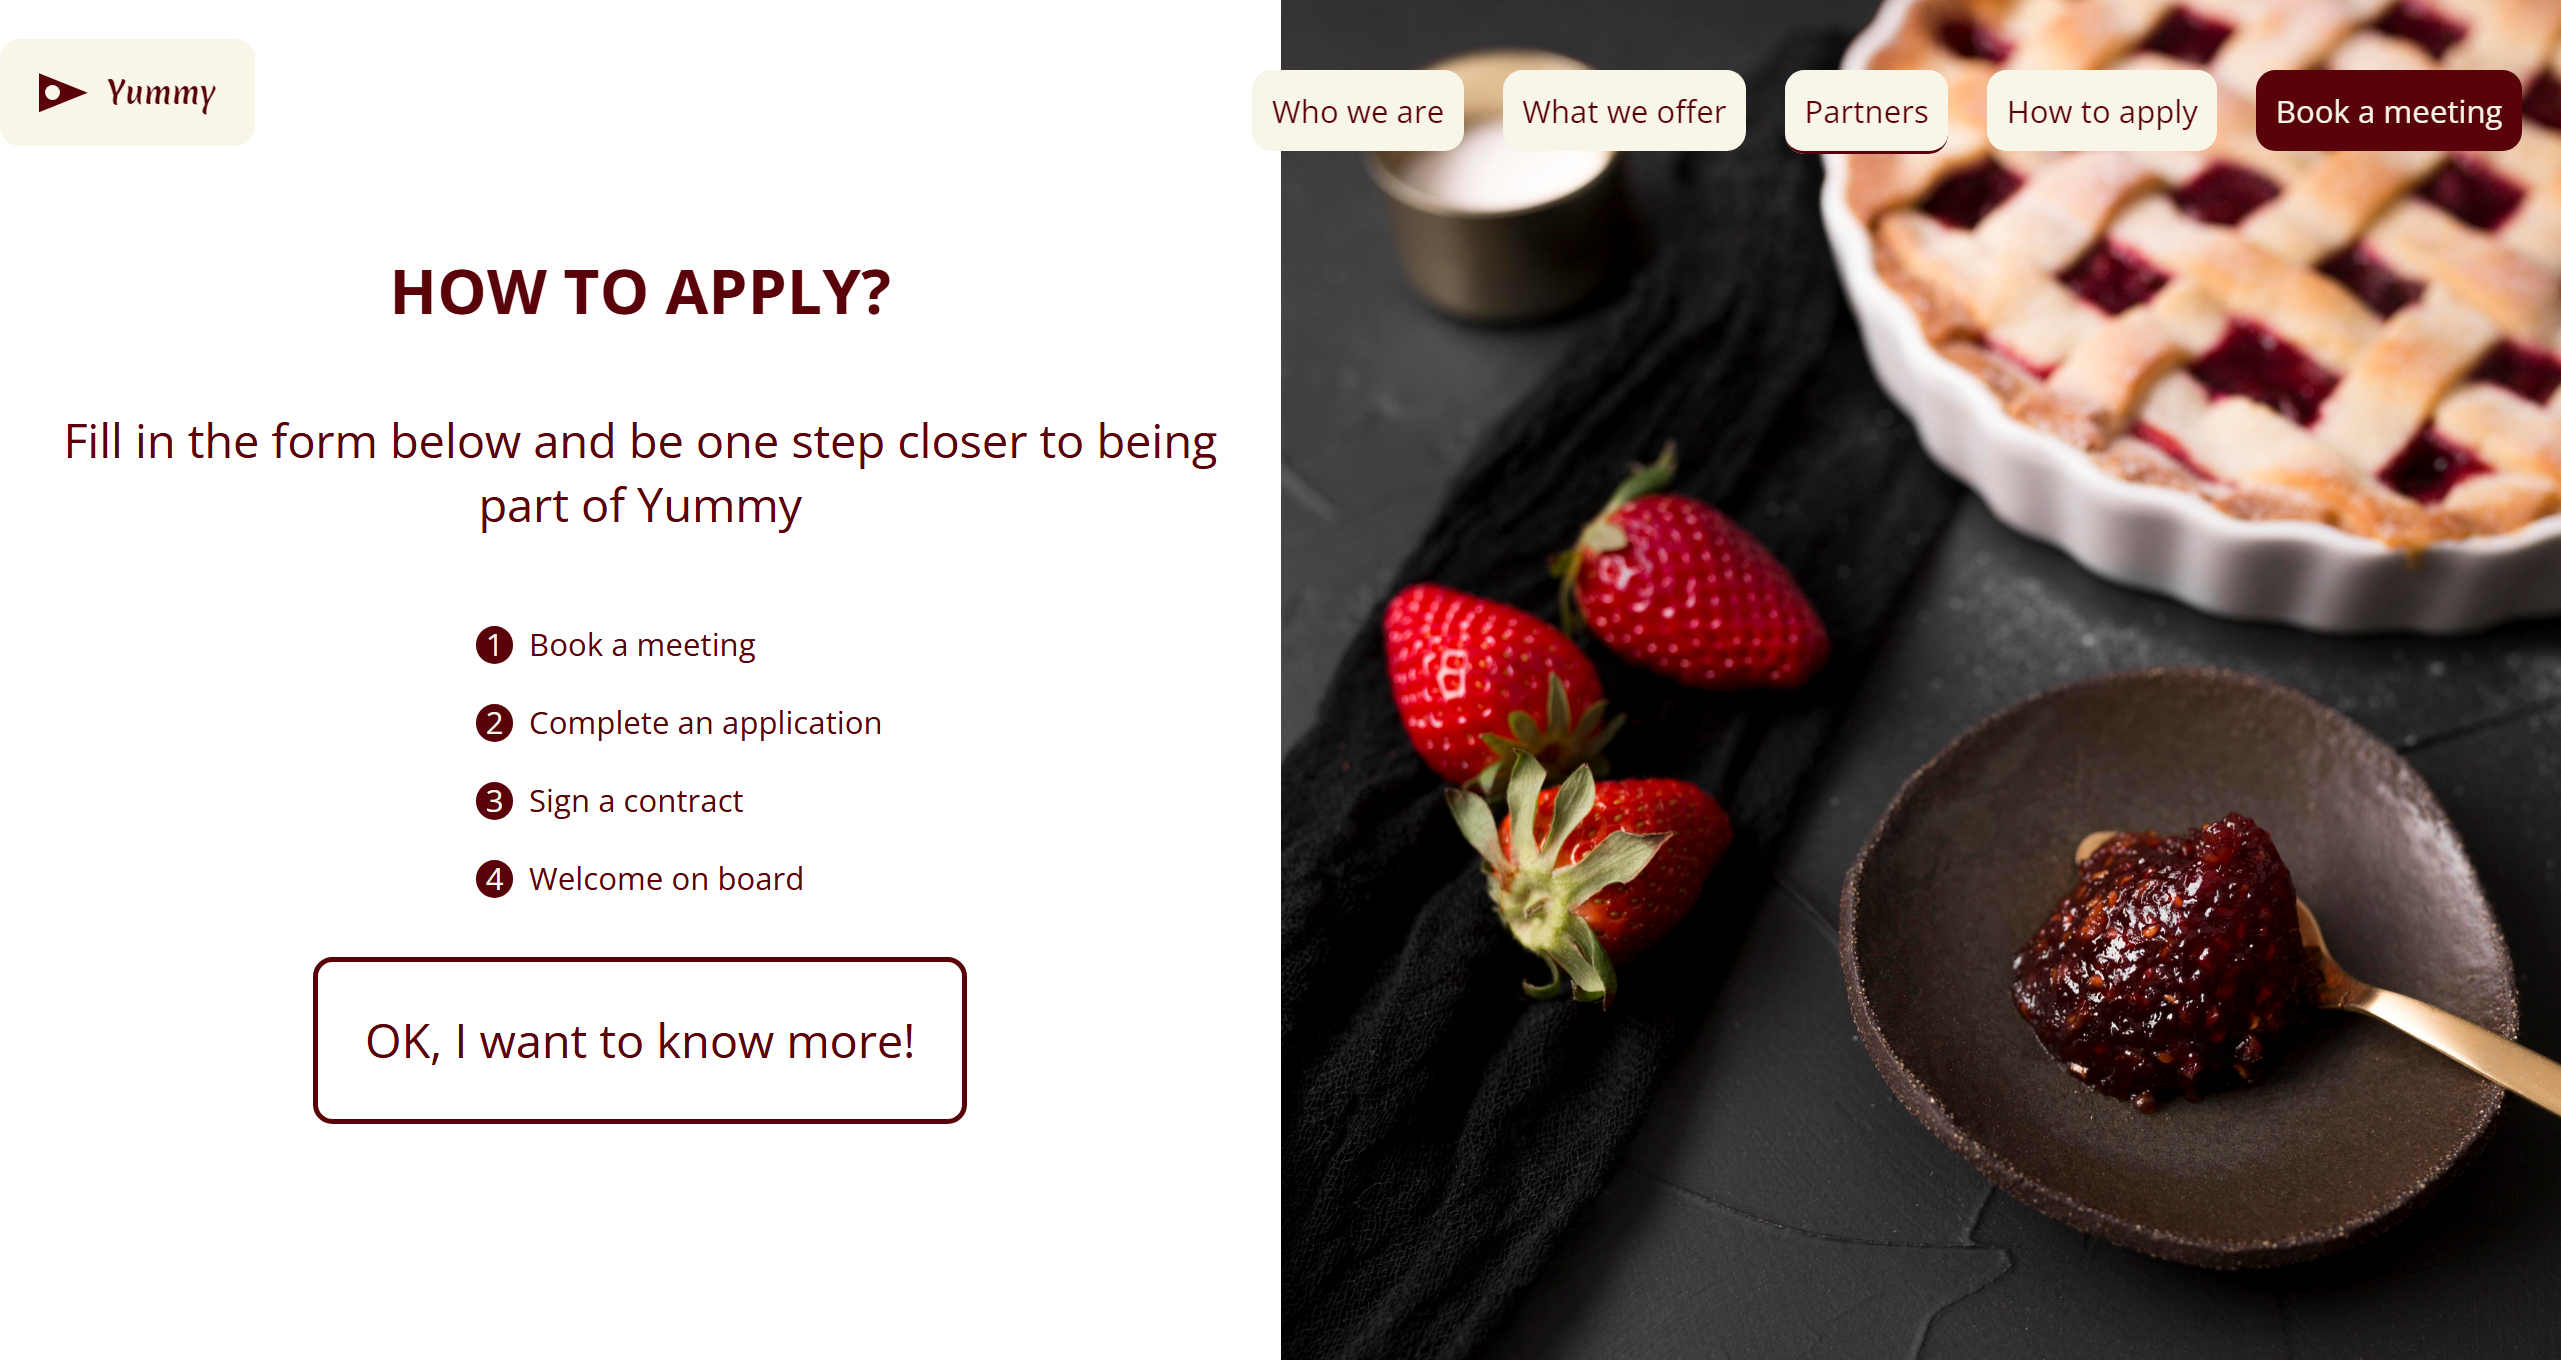 Yummy
Who we are
What we offer
Partners
How to apply
Book a meeting
HOW TO APPLY?
Fill in the form below and be one step closer to being
part of Yummy
1 Book a meeting
2 Complete an application
3 Sign a contract
4 Welcome on board
OK, I want to know more!